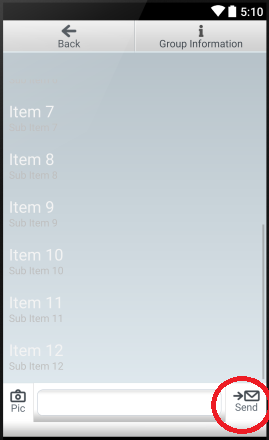 5:10
Back
Group Information
Item 7
Sub Item 7
Item 8
Sub Item 8
Item 9
Sub Item 9
Item 10
Sub Item 10
Item 11
Sub Item 11
Item 12
Sub Item 12
Pic
Send